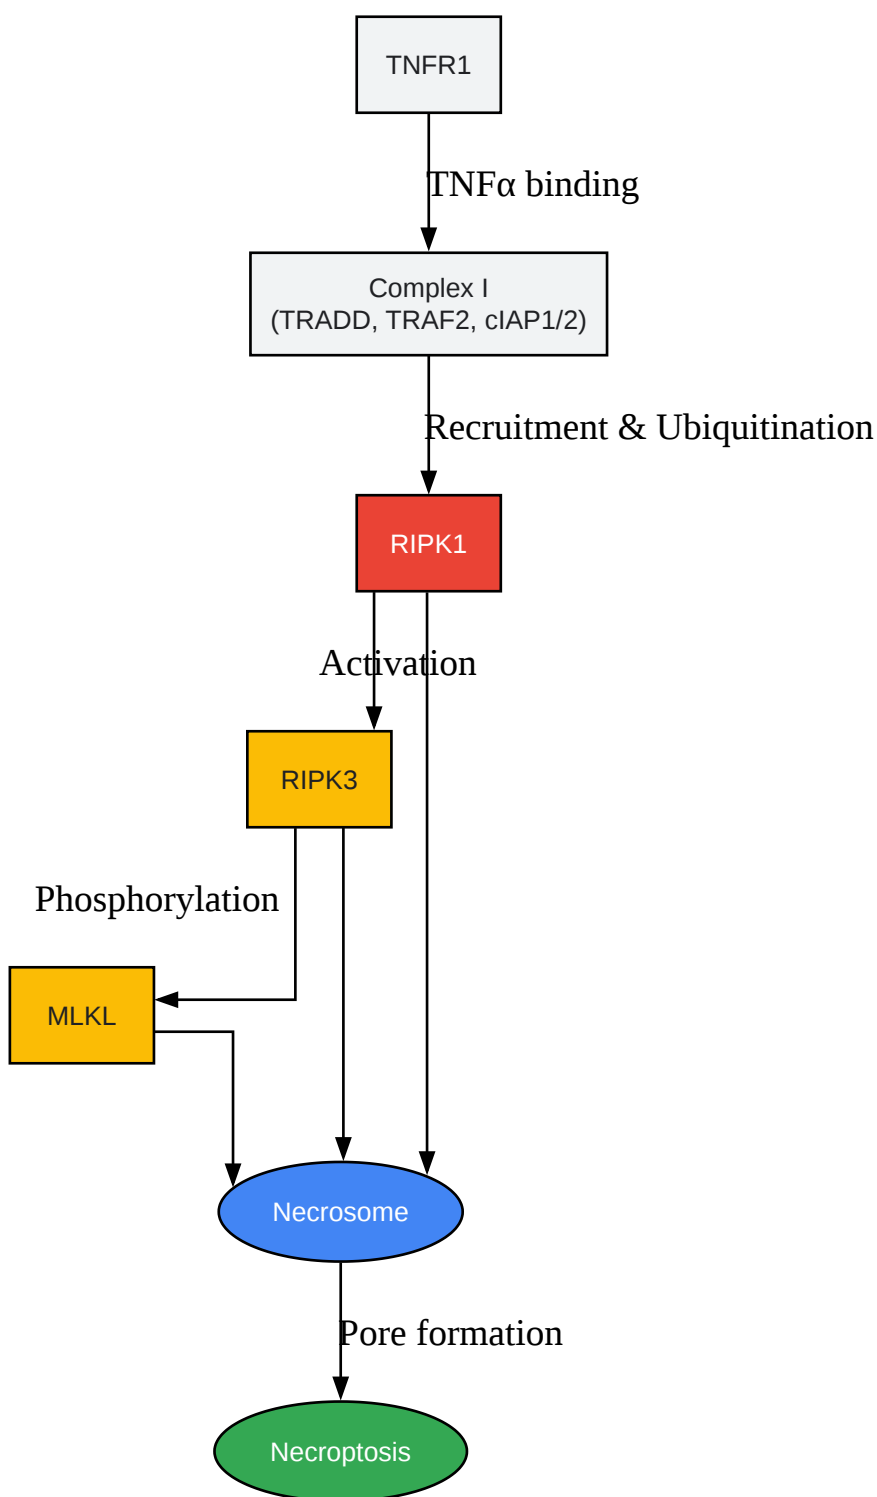 TNFR1
TNFα binding
Complex I
(TRADD, TRAF2, cIAP1/2)
Recruitment & Ubiquitination
RIPK1
Activation
RIPK3
Phosphorylation
MLKL
Necrosome
Pore formation
Necroptosis